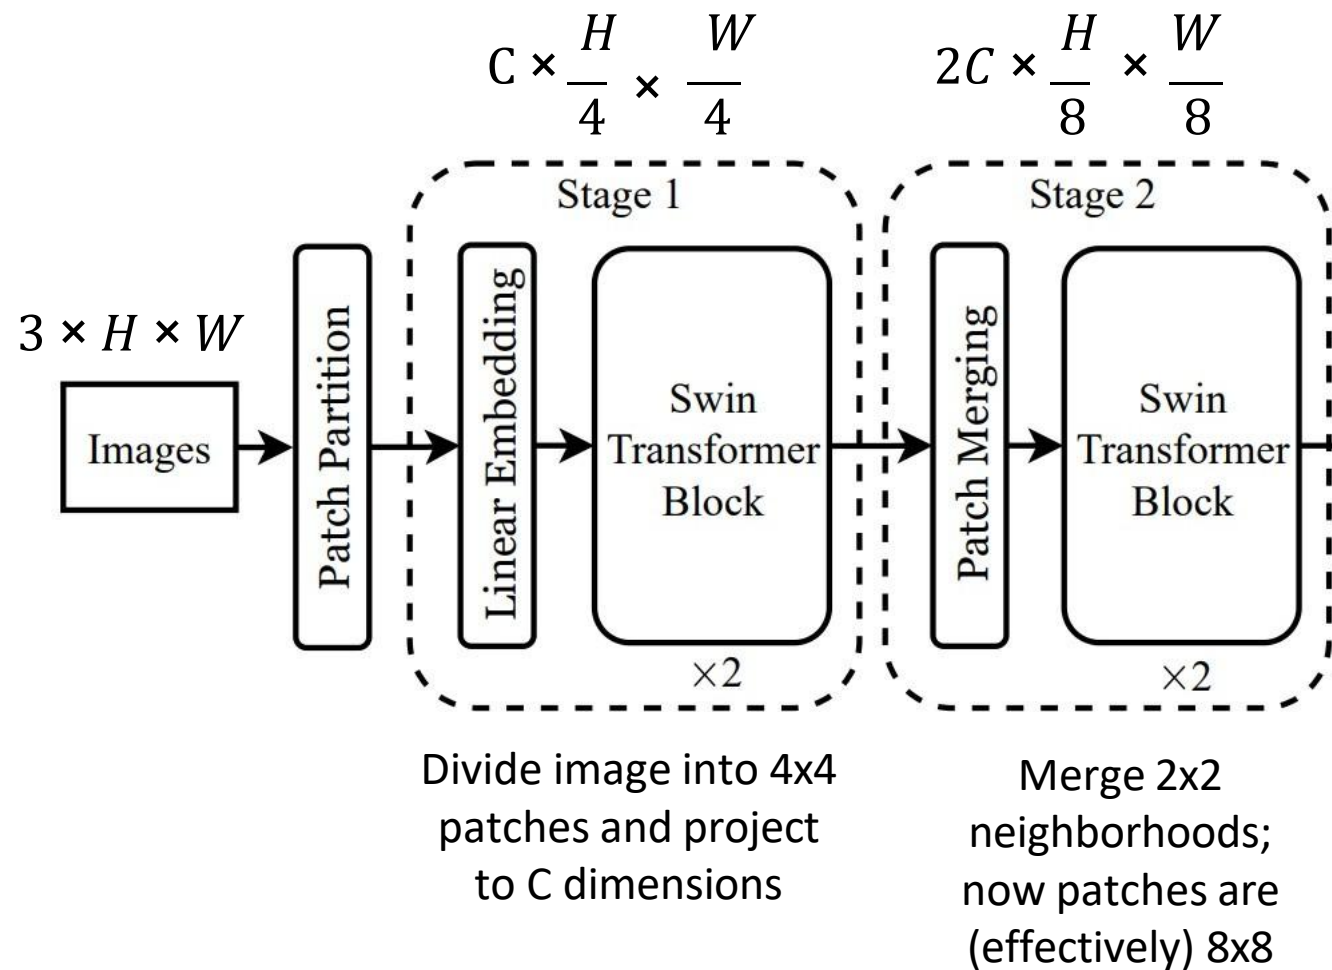 C × H/4 × W/4
2C × H/8 × W/8
Stage 1
Stage 2
3 × H × W
Images
Patch Partition
Linear Embedding
Swin
Transformer
Block
×2
Patch Merging
Swin
Transformer
Block
×2
Divide image into 4x4
patches and project
to C dimensions
Merge 2x2
neighborhoods;
now patches are
(effectively) 8x8